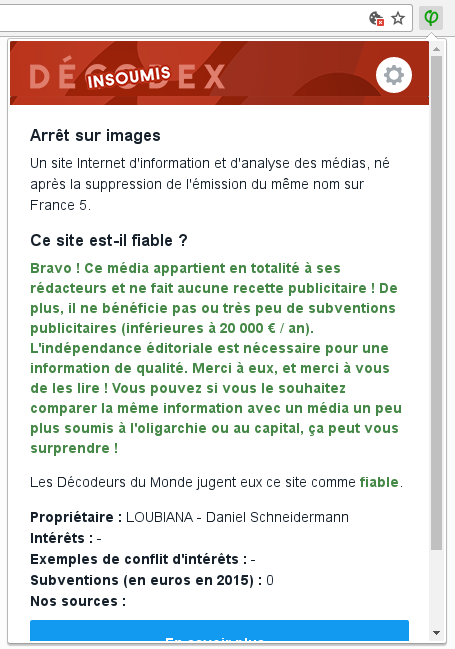 DÉCODEX
INSOUMIS
Arrêt sur images
Un site Internet d'information et d'analyse des médias, né
après la suppression de l'émission du même nom sur
France 5.
Ce site est-il fiable ?
Bravo ! Ce média appartient en totalité à ses
rédacteurs et ne fait aucune recette publicitaire ! De
plus, il ne bénéficie pas ou très peu de subventions
publicitaires (inférieures à 20 000 € / an).
L'indépendance éditoriale est nécessaire pour une
information de qualité. Merci à eux, et merci à vous
de les lire ! Vous pouvez si vous le souhaitez
comparer la même information avec un média un peu
plus soumis à l'oligarchie ou au capital, ça peut vous
surprendre !
Les Décodeurs du Monde jugent eux ce site comme fiable.
Propriétaire : LOUBIANA - Daniel Schneidermann
Intérêts : -
Exemples de conflit d'intérêts : -
Subventions (en euros en 2015) : 0
Nos sources :
En savoir plus